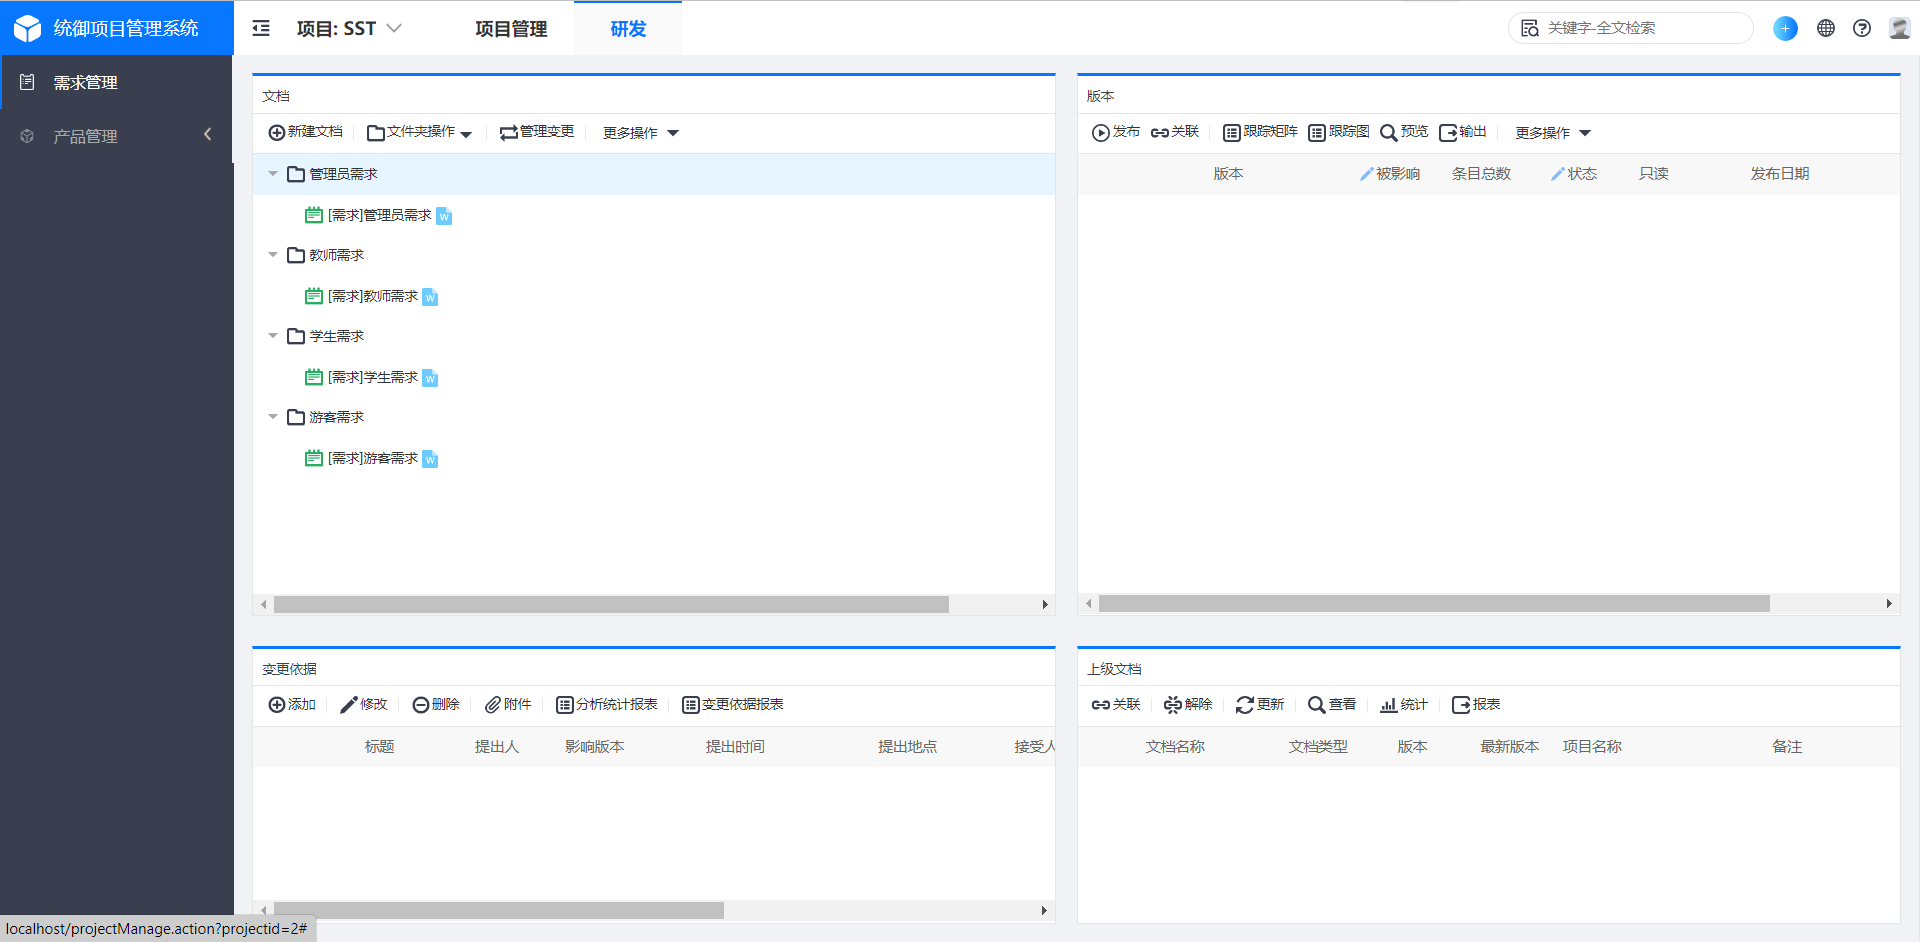 统御项目管理系统
项目: SST
项目管理
研发
关键字-全文检索
需求管理
产品管理
文档
新建文档 文件夹操作 管理变更 更多操作
管理员需求
[需求]管理员需求 W
教师需求
[需求]教师需求 W
学生需求
[需求]学生需求 W
游客需求
[需求]游客需求 W
版本
发布 关联 跟踪矩阵 跟踪图 预览 输出 更多操作
版本 被影响 条目总数 状态 只读 发布日期
变更依据
添加 修改 删除 附件 分析统计报表 变更依据报表
标题 提出人 影响版本 提出时间 提出地点 接受人
上级文档
关联 解除 更新 查看 统计 报表
文档名称 文档类型 版本 最新版本 项目名称 备注
localhost/projectManage.action?projectid=2#